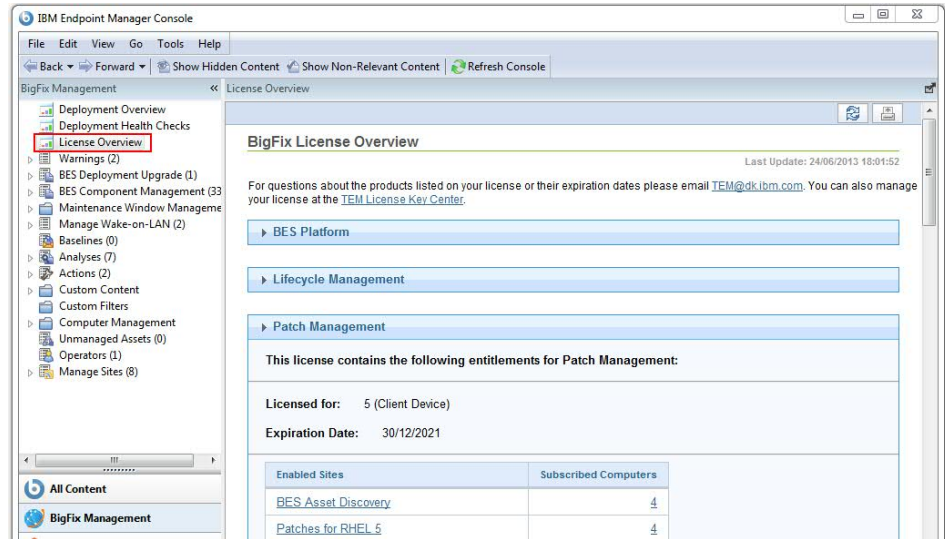 IBM Endpoint Manager Console
File Edit View Go Tools Help
Back Forward Show Hidden Content Show Non-Relevant Content Refresh Console
BigFix Management « License Overview
Deployment Overview
Deployment Health Checks
License Overview
Warnings (2)
BES Deployment Upgrade (1)
BES Component Management (33
Maintenance Window Manageme
Manage Wake-on-LAN (2)
Baselines (0)
Analyses (7)
Actions (2)
Custom Content
Custom Filters
Computer Management
Unmanaged Assets (0)
Operators (1)
Manage Sites (8)
All Content
BigFix Management
BigFix License Overview
Last Update: 24/06/2013 18:01:52
For questions about the products listed on your license or their expiration dates please email TEM@dk.ibm.com. You can also manage
your license at the TEM License Key Center.
BES Platform
Lifecycle Management
Patch Management
This license contains the following entitlements for Patch Management:
Licensed for: 5 (Client Device)
Expiration Date: 30/12/2021
Enabled Sites Subscribed Computers
BES Asset Discovery 4
Patches for RHEL 5 4